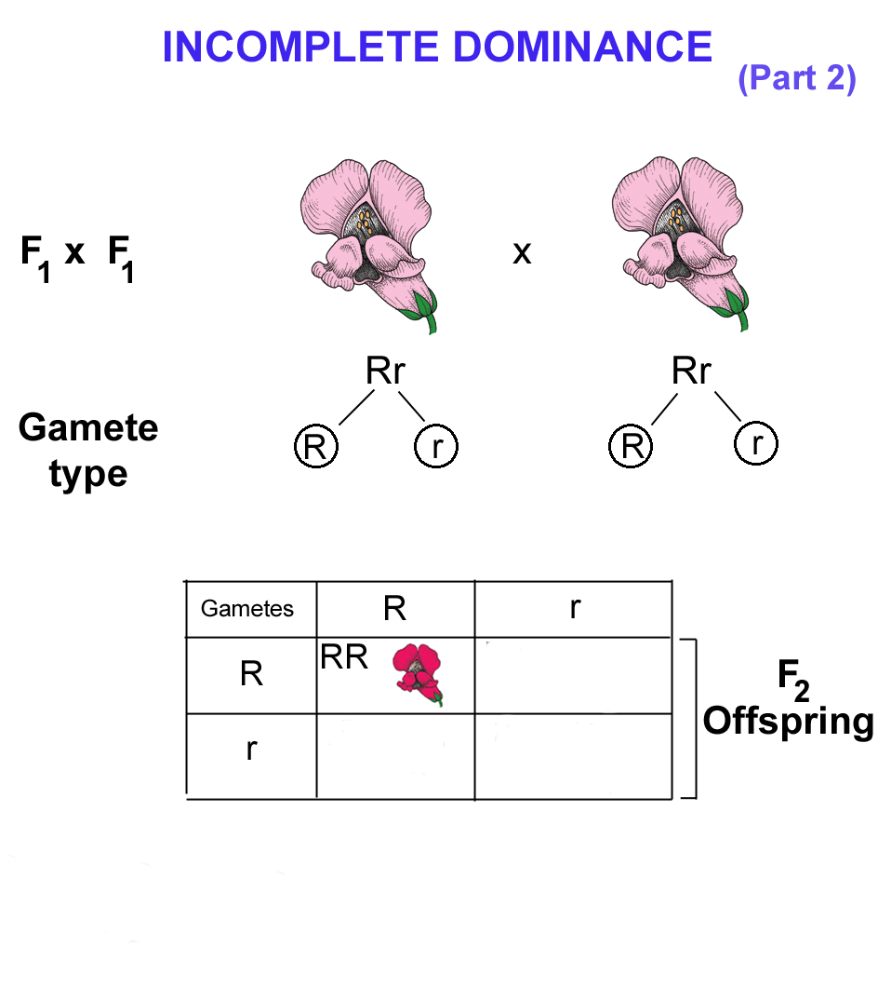 INCOMPLETE DOMINANCE
(Part 2)
F1 x F1
x
Rr
Rr
Gamete
type
R
r
R
r
Gametes
R
r
R
RR
r
F2
Offspring